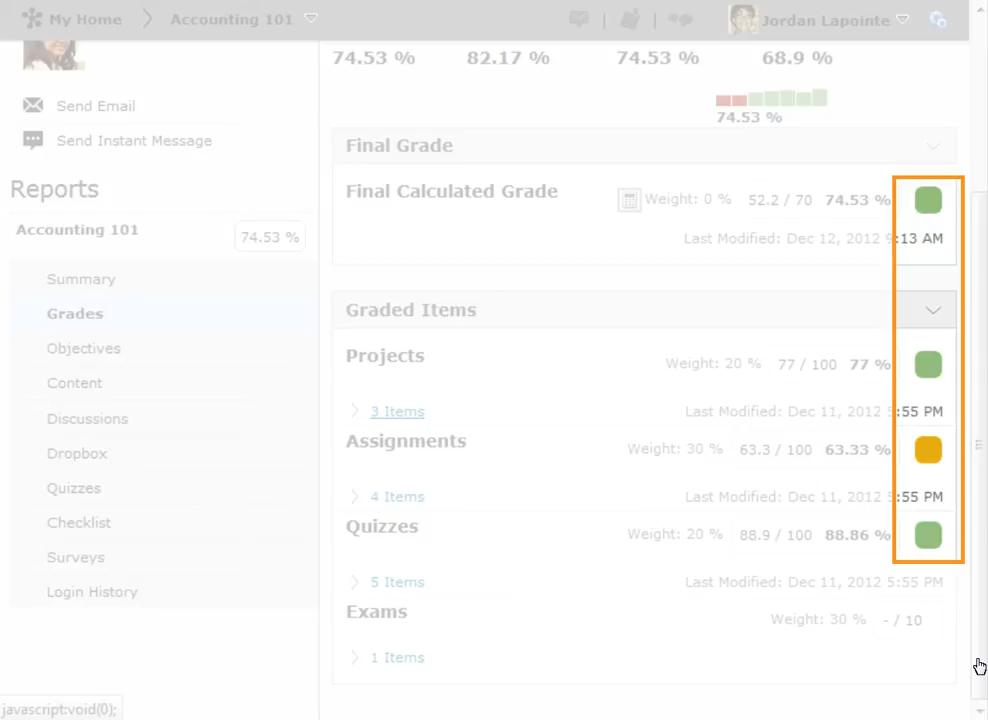 My Home Accounting 101 | | Jordan Lapointe
74.53 % 82.17 % 74.53 % 68.9 %
Send Email
Send Instant Message
74.53 %
Reports
Accounting 101 74.53 %
Summary
Grades
Objectives
Content
Discussions
Dropbox
Quizzes
Checklist
Surveys
Login History
Final Grade
Final Calculated Grade Weight: 0 % 52.2 / 70 74.53 %
Last Modified: Dec 12, 2012 9:13 AM
Graded Items
Projects Weight: 20 % 77 / 100 77 %
3 Items Last Modified: Dec 11, 2012 5:55 PM
Assignments Weight: 30 % 63.3 / 100 63.33 %
4 Items Last Modified: Dec 11, 2012 5:55 PM
Quizzes Weight: 20 % 88.9 / 100 88.86 %
5 Items Last Modified: Dec 11, 2012 5:55 PM
Exams Weight: 30 % - / 10
1 Items
javascript:void(0);